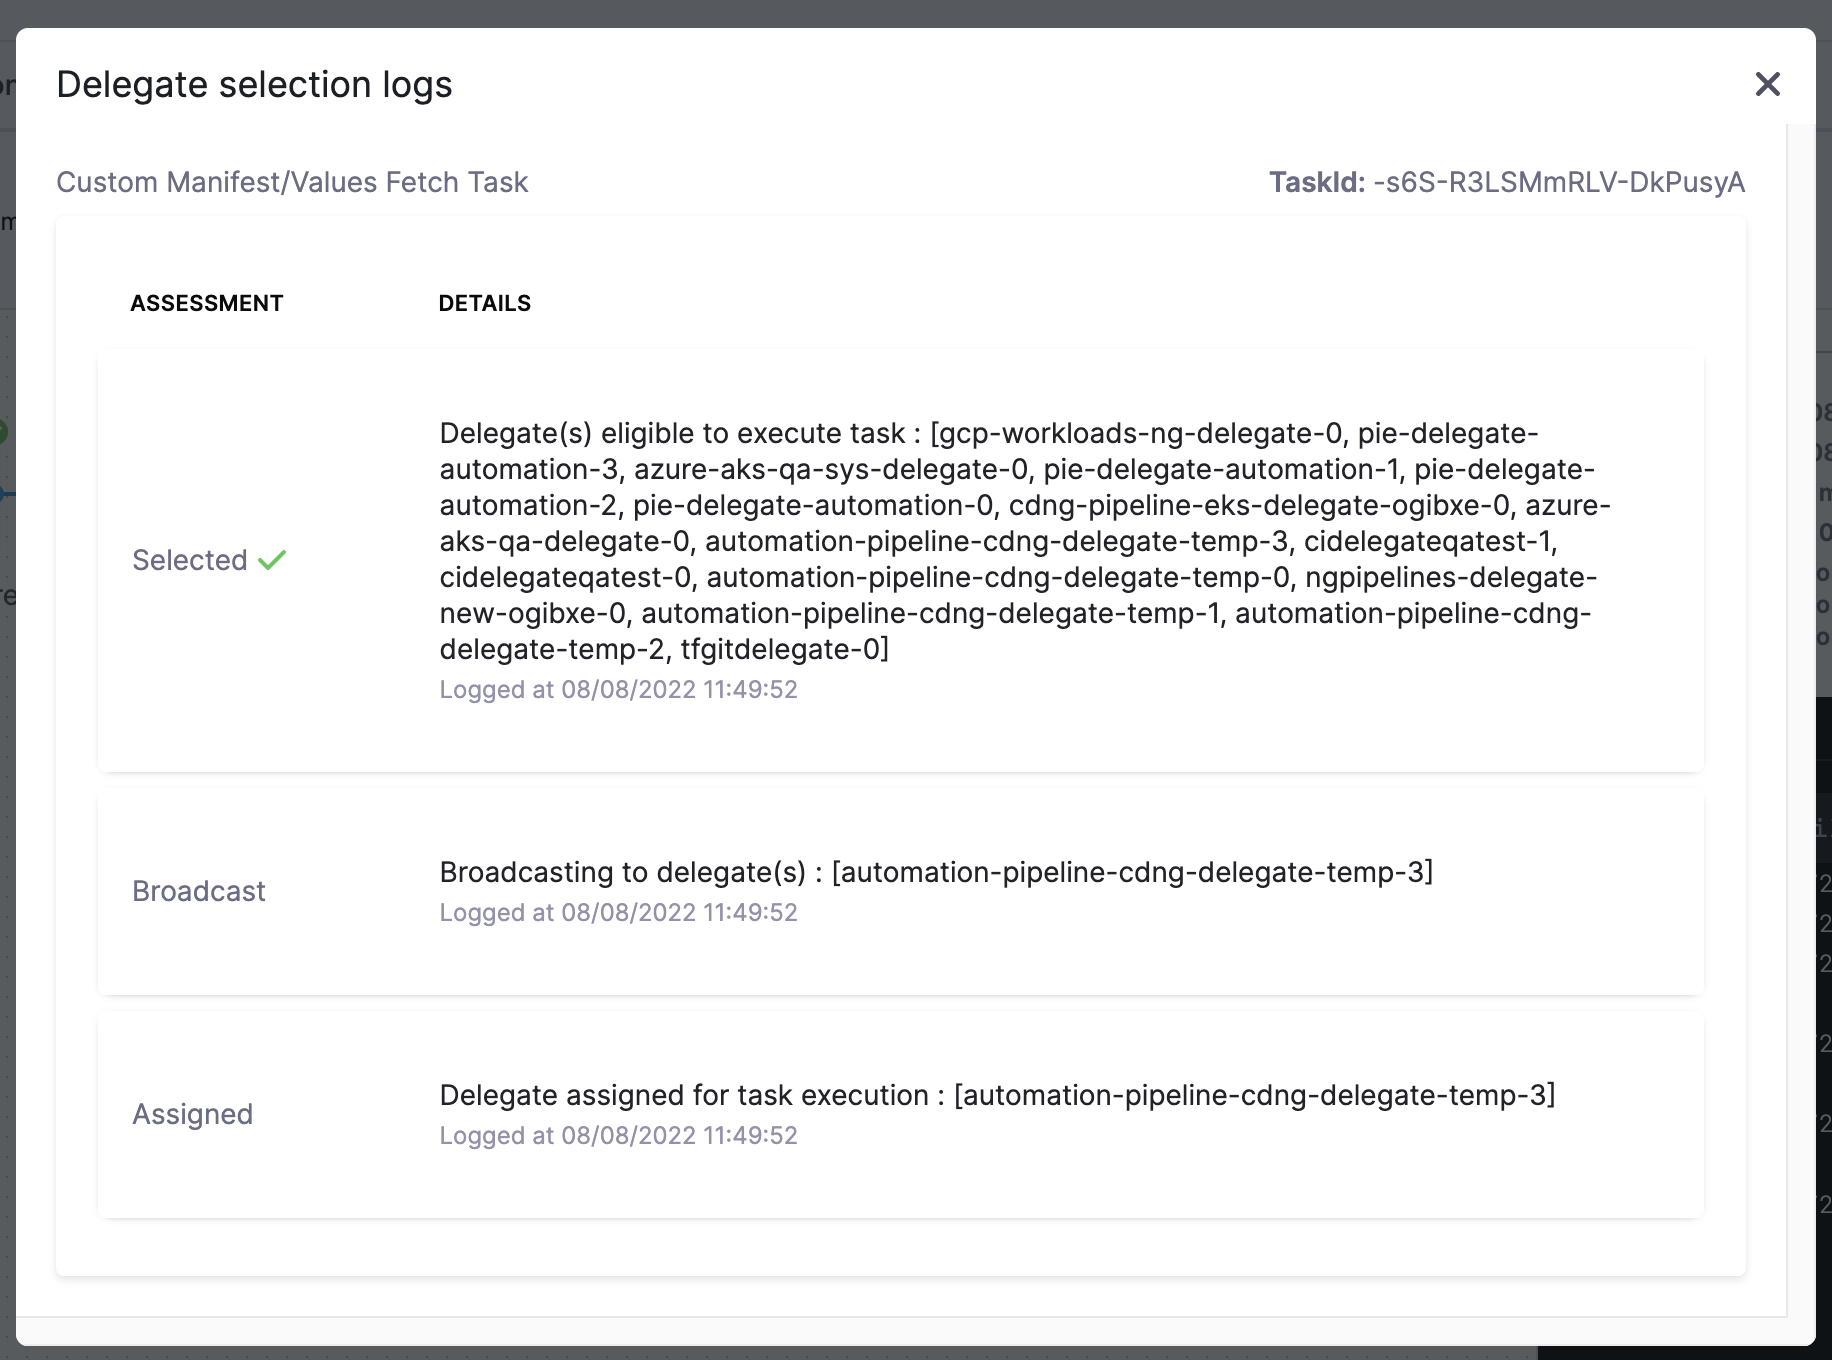 Delegate selection logs
Custom Manifest/Values Fetch Task
TaskId: -s6S-R3LSMmRLV-DkPusyA
ASSESSMENT
DETAILS
Selected
Delegate(s) eligible to execute task : [gcp-workloads-ng-delegate-0, pie-delegate-
automation-3, azure-aks-qa-sys-delegate-0, pie-delegate-automation-1, pie-delegate-
automation-2, pie-delegate-automation-0, cdng-pipeline-eks-delegate-ogibxe-0, azure-
aks-qa-delegate-0, automation-pipeline-cdng-delegate-temp-3, cidelegateqatest-1,
cidelegateqatest-0, automation-pipeline-cdng-delegate-temp-0, ngpipelines-delegate-
new-ogibxe-0, automation-pipeline-cdng-delegate-temp-1, automation-pipeline-cdng-
delegate-temp-2, tfgitdelegate-0]
Logged at 08/08/2022 11:49:52
Broadcast
Broadcasting to delegate(s) : [automation-pipeline-cdng-delegate-temp-3]
Logged at 08/08/2022 11:49:52
Assigned
Delegate assigned for task execution : [automation-pipeline-cdng-delegate-temp-3]
Logged at 08/08/2022 11:49:52